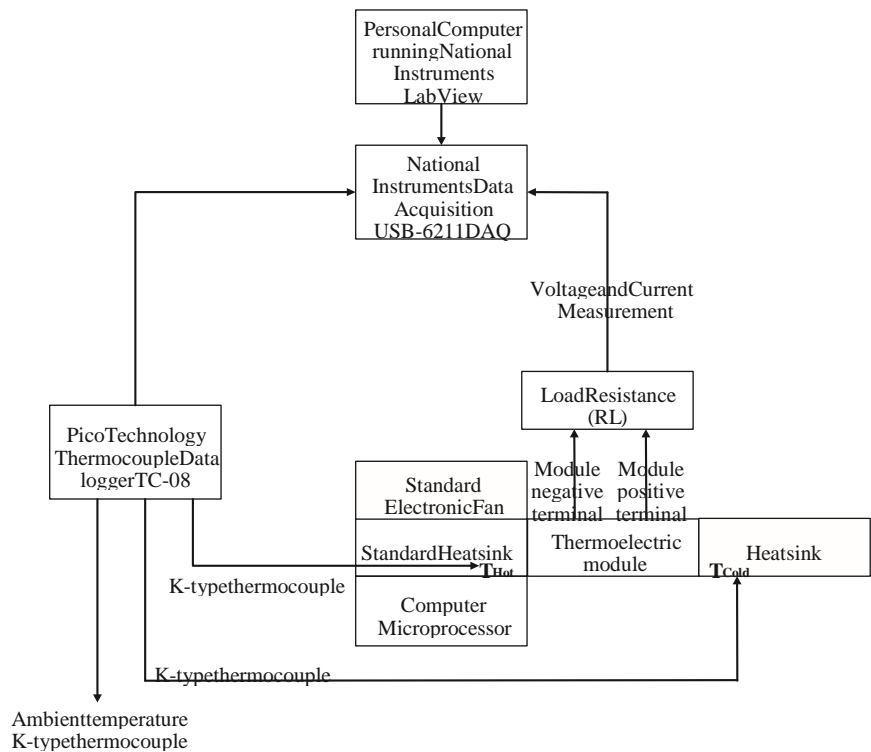 PersonalComputer
runningNational
Instruments
LabView
National
InstrumentsData
Acquisition
USB-6211DAQ
VoltageandCurrent
Measurement
LoadResistance
(RL)
PicoTechnology
ThermocoupleData
loggerTC-08
Module
negative
terminal
Module
positive
terminal
Standard
ElectronicFan
StandardHeatsink
THot
Thermoelectric
module
Heatsink
TCold
K-typethermocouple
Computer
Microprocessor
K-typethermocouple
Ambienttemperature
K-typethermocouple